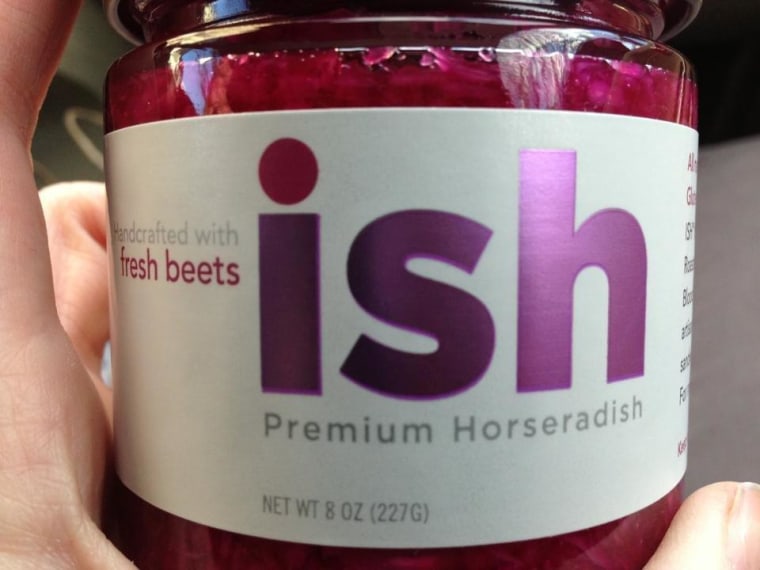 Handcrafted with
fresh beets
ish
Premium Horseradish
NET WT 8 OZ (227G)